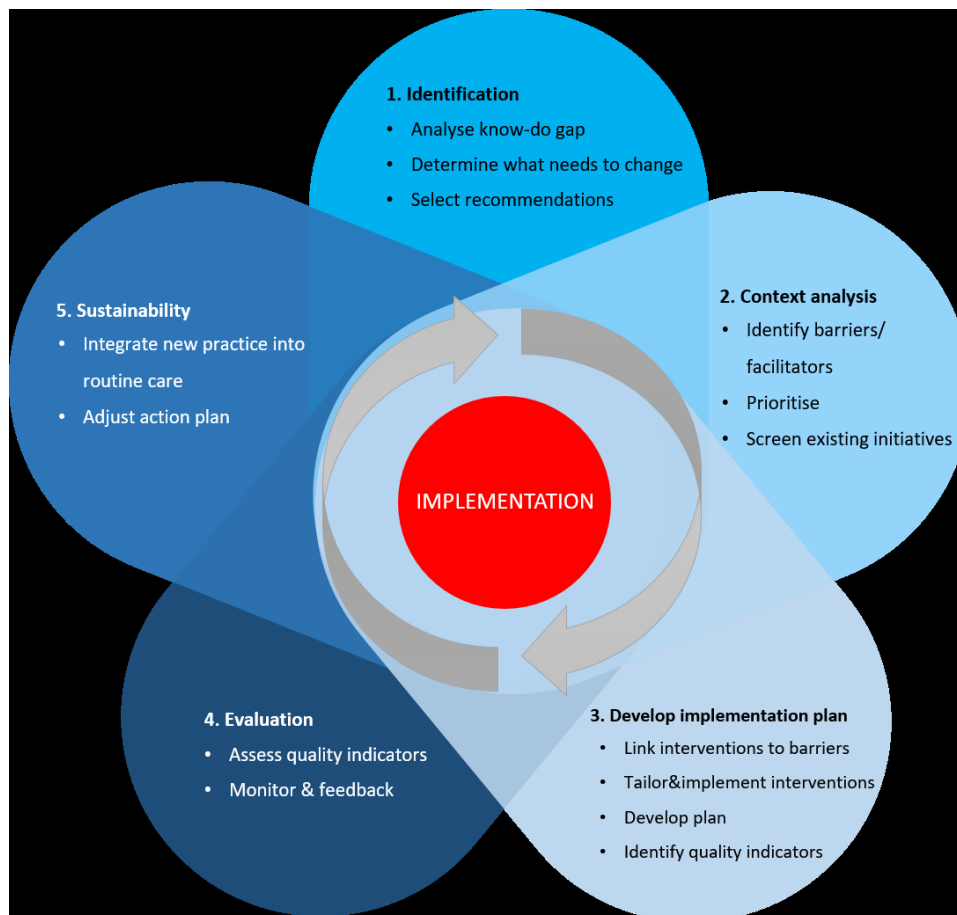 1. Identification
• Analyse know-do gap
• Determine what needs to change
• Select recommendations
2. Context analysis
• Identify barriers/
facilitators
• Prioritise
• Screen existing initiatives
3. Develop implementation plan
• Link interventions to barriers
• Tailor&implement interventions
• Develop plan
• Identify quality indicators
4. Evaluation
• Assess quality indicators
• Monitor & feedback
5. Sustainability
• Integrate new practice into
routine care
• Adjust action plan
IMPLEMENTATION